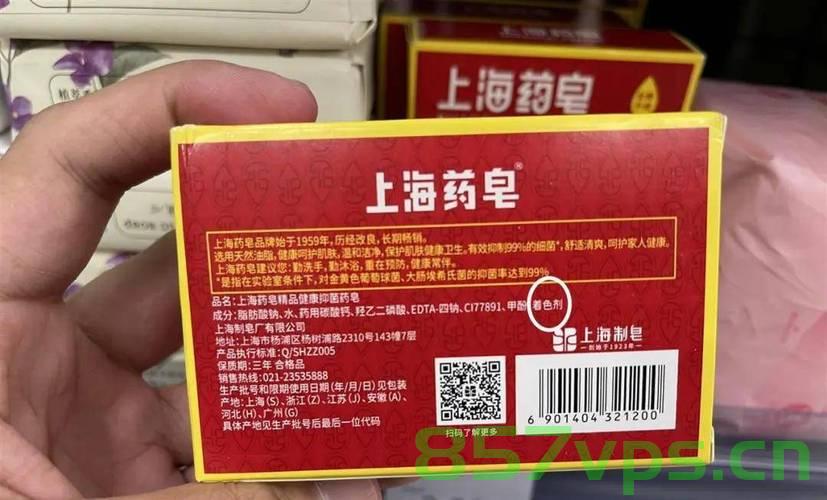 上海药皂
上海药皂®
上海药皂品牌始于1959年，历经改良，长期畅销。
选用天然油脂，健康呵护肌肤，温和洁净，保护肌肤健康卫生。有效抑制99%的细菌*，舒适清爽，呵护家人健康。
上海药皂建议您：勤洗手，勤沐浴，重在预防，健康常伴。
*是指在实验室条件下，对金黄色葡萄球菌、大肠埃希氏菌的抑菌率达到99%
品名：上海药皂精品健康抑菌药皂
成分：脂肪酸钠、水、药用碳酸钙、羟乙二磷酸、EDTA-四钠、CI77891、甲酚、着色剂
上海制皂厂有限公司
地址：上海市杨浦区杨树浦路2310号143幢7层
产品执行标准：Q/SHZZ005
保质期：三年 合格品
销售热线：021-23535888
生产批号和限期使用日期（年/月/日）见包装
产地：上海（S）、浙江（Z）、江苏（J）、安徽（A）、
河北（H）、广州（G）
具体产地见生产批号后最后一位代码
扫码了解更多
上海制皂
创始于1923年
6 901404 321200
857vps.cn